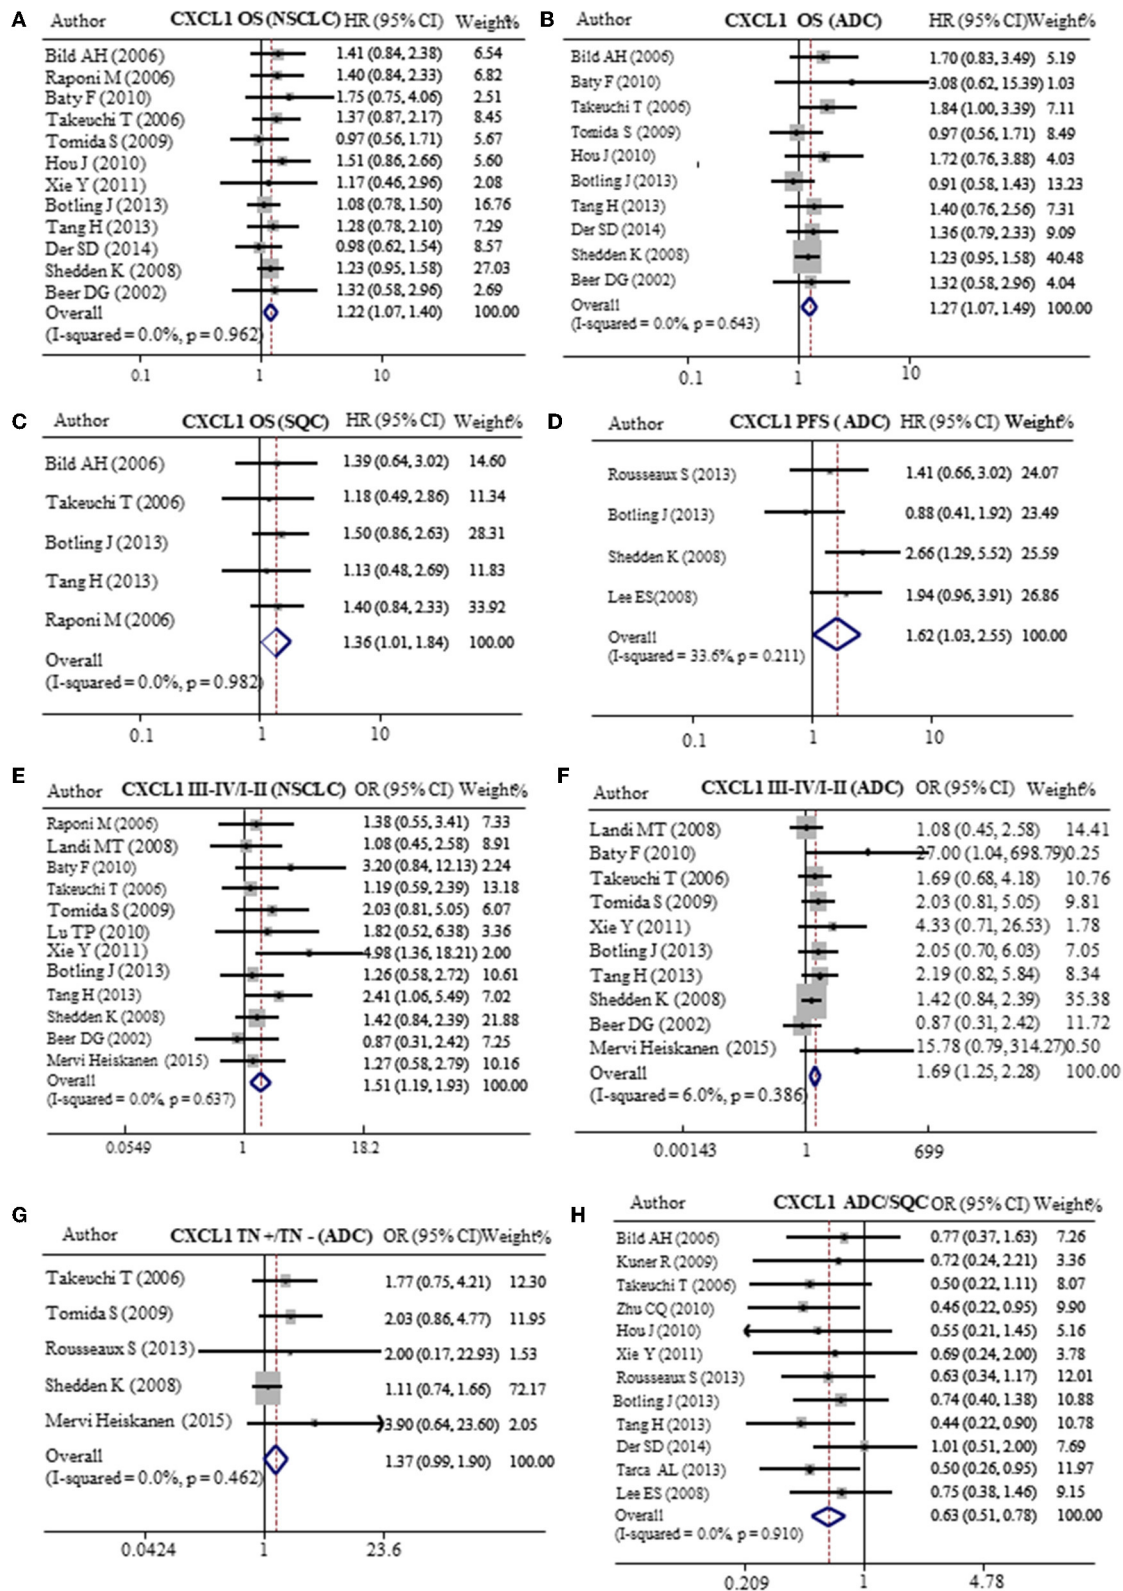 A
Author CXCL1 OS (NSCLC) HR (95% CI) Weight%
Bild AH (2006) 1.41 (0.84, 2.38) 6.54
Raponi M (2006) 1.40 (0.84, 2.33) 6.82
Baty F (2010) 1.75 (0.75, 4.06) 2.51
Takeuchi T (2006) 1.37 (0.87, 2.17) 8.45
Tomida S (2009) 0.97 (0.56, 1.71) 5.67
Hou J (2010) 1.51 (0.86, 2.66) 5.60
Xie Y (2011) 1.17 (0.46, 2.96) 2.08
Botling J (2013) 1.08 (0.78, 1.50) 16.76
Tang H (2013) 1.28 (0.78, 2.10) 7.29
Der SD (2014) 0.98 (0.62, 1.54) 8.57
Shedden K (2008) 1.23 (0.95, 1.58) 27.03
Beer DG (2002) 1.32 (0.58, 2.96) 2.69
Overall 1.22 (1.07, 1.40) 100.00
(I-squared = 0.0%, p = 0.962)
0.1 1 10
B
Author CXCL1 OS (ADC) HR (95% CI) Weight%
Bild AH (2006) 1.70 (0.83, 3.49) 5.19
Baty F (2010) 3.08 (0.62, 15.39) 1.03
Takeuchi T (2006) 1.84 (1.00, 3.39) 7.11
Tomida S (2009) 0.97 (0.56, 1.71) 8.49
Hou J (2010) 1.72 (0.76, 3.88) 4.03
Botling J (2013) 0.91 (0.58, 1.43) 13.23
Tang H (2013) 1.40 (0.76, 2.56) 7.31
Der SD (2014) 1.36 (0.79, 2.33) 9.09
Shedden K (2008) 1.23 (0.95, 1.58) 40.48
Beer DG (2002) 1.32 (0.58, 2.96) 4.04
Overall 1.27 (1.07, 1.49) 100.00
(I-squared = 0.0%, p = 0.643)
0.1 1 10
C
Author CXCL1 OS (SQC) HR (95% CI) Weight%
Bild AH (2006) 1.39 (0.64, 3.02) 14.60
Takeuchi T (2006) 1.18 (0.49, 2.86) 11.34
Botling J (2013) 1.50 (0.86, 2.63) 28.31
Tang H (2013) 1.13 (0.48, 2.69) 11.83
Raponi M (2006) 1.40 (0.84, 2.33) 33.92
Overall 1.36 (1.01, 1.84) 100.00
(I-squared = 0.0%, p = 0.982)
0.1 1 10
D
Author CXCL1 PFS (ADC) HR (95% CI) Weight%
Rousseaux S (2013) 1.41 (0.66, 3.02) 24.07
Botling J (2013) 0.88 (0.41, 1.92) 23.49
Shedden K (2008) 2.66 (1.29, 5.52) 25.59
Lee ES(2008) 1.94 (0.96, 3.91) 26.86
Overall 1.62 (1.03, 2.55) 100.00
(I-squared = 33.6%, p = 0.211)
0.1 1 10
E
Author CXCL1 III-IV/I-II (NSCLC) OR (95% CI) Weight%
Raponi M (2006) 1.38 (0.55, 3.41) 7.33
Landi MT (2008) 1.08 (0.45, 2.58) 8.91
Baty F (2010) 3.20 (0.84, 12.13) 2.24
Takeuchi T (2006) 1.19 (0.59, 2.39) 13.18
Tomida S (2009) 2.03 (0.81, 5.05) 6.07
Lu TP (2010) 1.82 (0.52, 6.38) 3.36
Xie Y (2011) 4.98 (1.36, 18.21) 2.00
Botling J (2013) 1.26 (0.58, 2.72) 10.61
Tang H (2013) 2.41 (1.06, 5.49) 7.02
Shedden K (2008) 1.42 (0.84, 2.39) 21.88
Beer DG (2002) 0.87 (0.31, 2.42) 7.25
Mervi Heiskanen (2015) 1.27 (0.58, 2.79) 10.16
Overall 1.51 (1.19, 1.93) 100.00
(I-squared = 0.0%, p = 0.637)
0.0549 1 18.2
F
Author CXCL1 III-IV/I-II (ADC) OR (95% CI) Weight%
Landi MT (2008) 1.08 (0.45, 2.58) 14.41
Baty F (2010) 27.00 (1.04, 698.79)0.25
Takeuchi T (2006) 1.69 (0.68, 4.18) 10.76
Tomida S (2009) 2.03 (0.81, 5.05) 9.81
Xie Y (2011) 4.33 (0.71, 26.53) 1.78
Botling J (2013) 2.05 (0.70, 6.03) 7.05
Tang H (2013) 2.19 (0.82, 5.84) 8.34
Shedden K (2008) 1.42 (0.84, 2.39) 35.38
Beer DG (2002) 0.87 (0.31, 2.42) 11.72
Mervi Heiskanen (2015) 15.78 (0.79, 314.27)0.50
Overall 1.69 (1.25, 2.28) 100.00
(I-squared = 6.0%, p = 0.386)
0.00143 1 699
G
Author CXCL1 TN +/TN - (ADC) OR (95% CI)Weight%
Takeuchi T (2006) 1.77 (0.75, 4.21) 12.30
Tomida S (2009) 2.03 (0.86, 4.77) 11.95
Rousseaux S (2013) 2.00 (0.17, 22.93) 1.53
Shedden K (2008) 1.11 (0.74, 1.66) 72.17
Mervi Heiskanen (2015) 3.90 (0.64, 23.60) 2.05
Overall 1.37 (0.99, 1.90) 100.00
(I-squared = 0.0%, p = 0.462)
0.0424 1 23.6
H
Author CXCL1 ADC/SQC OR (95% CI) Weight%
Bild AH (2006) 0.77 (0.37, 1.63) 7.26
Kuner R (2009) 0.72 (0.24, 2.21) 3.36
Takeuchi T (2006) 0.50 (0.22, 1.11) 8.07
Zhu CQ (2010) 0.46 (0.22, 0.95) 9.90
Hou J (2010) 0.55 (0.21, 1.45) 5.16
Xie Y (2011) 0.69 (0.24, 2.00) 3.78
Rousseaux S (2013) 0.63 (0.34, 1.17) 12.01
Botling J (2013) 0.74 (0.40, 1.38) 10.88
Tang H (2013) 0.44 (0.22, 0.90) 10.78
Der SD (2014) 1.01 (0.51, 2.00) 7.69
Tarca AL (2013) 0.50 (0.26, 0.95) 11.97
Lee ES (2008) 0.75 (0.38, 1.46) 9.15
Overall 0.63 (0.51, 0.78) 100.00
(I-squared = 0.0%, p = 0.910)
0.209 1 4.78